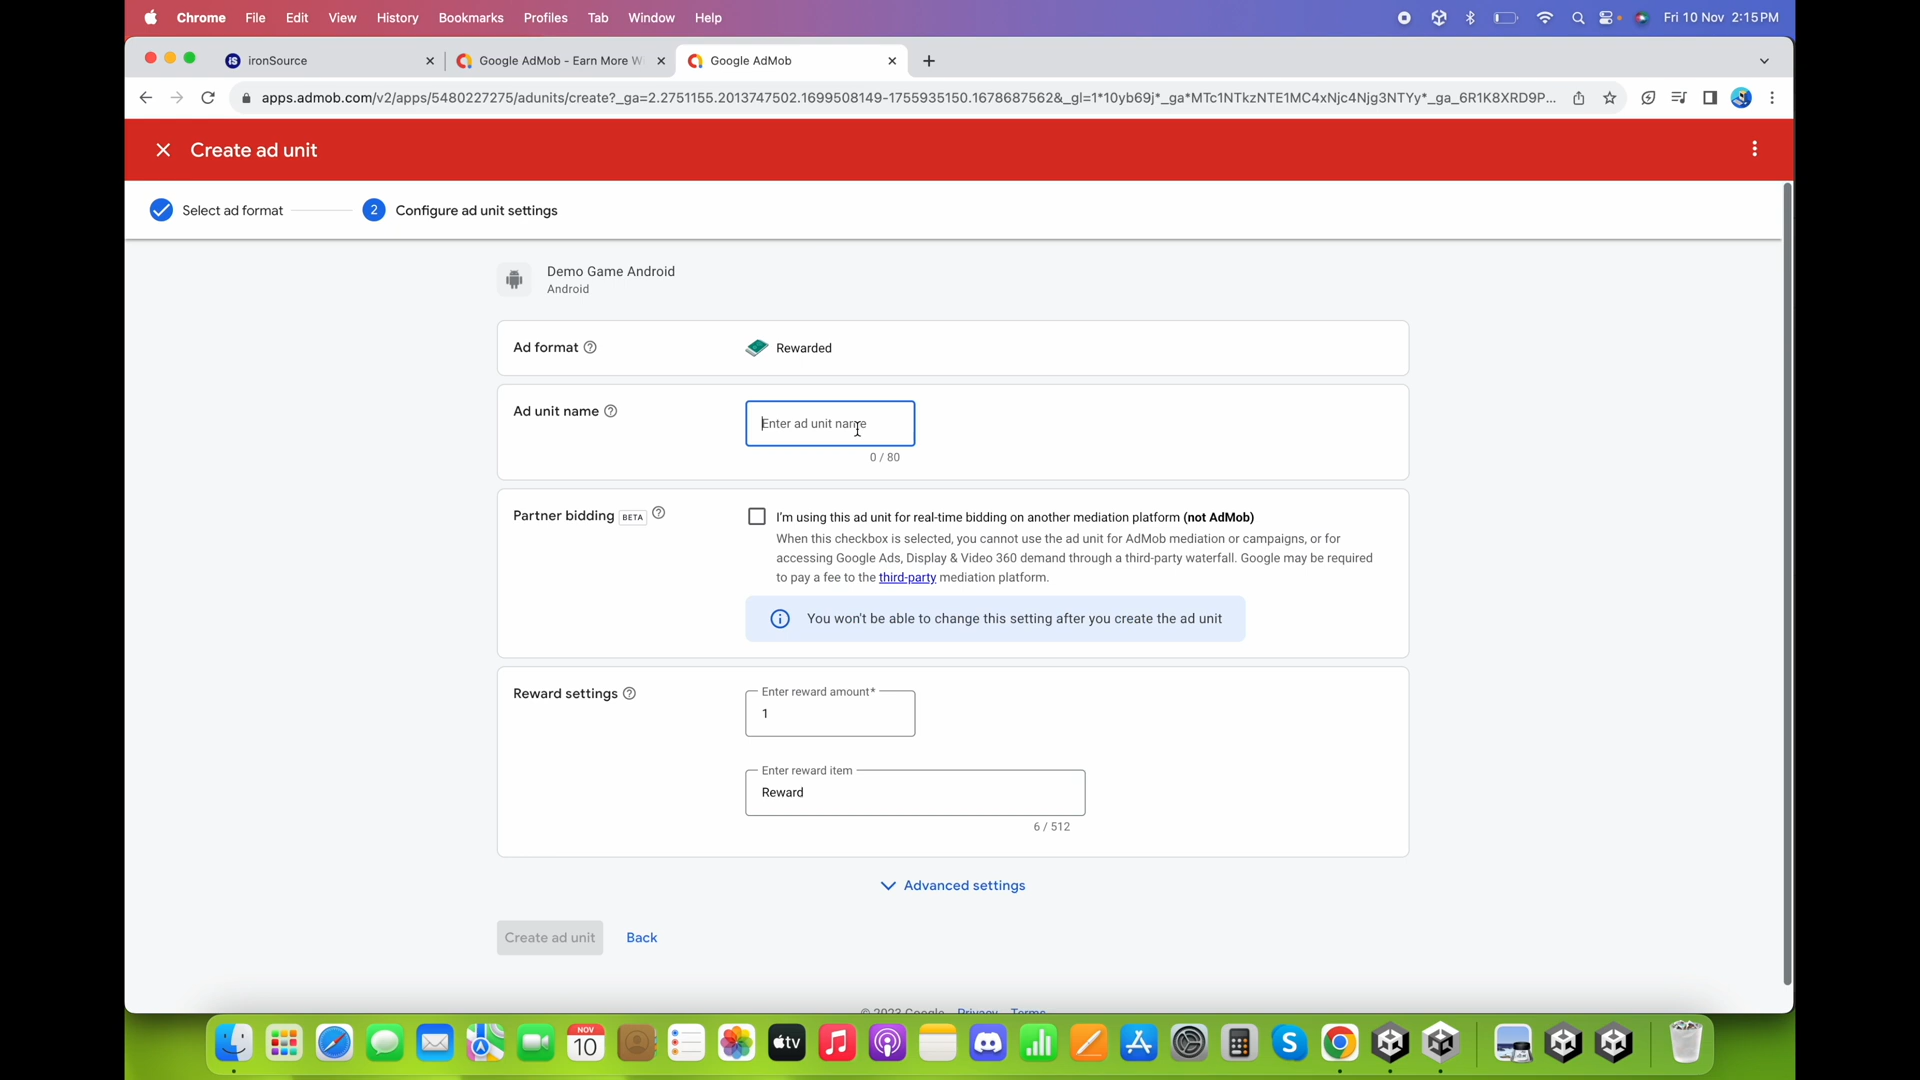 Chrome File Edit View History Bookmarks Profiles Tab Window Help Fri 10 Nov 2:15 PM
iS ironSource Google AdMob - Earn More Google AdMob
apps.admob.com/v2/apps/5480227275/adunits/create?_ga=2.2751155.2013747502.1699508149-1755935150.1678687562&_gl=1*10yb69j*_ga*MTc1NTkzNTE1MC4xNjc4Njg3NTYy*_ga_6R1K8XRD9P...
Create ad unit
Select ad format 2 Configure ad unit settings
Demo Game Android
Android
Ad format Rewarded
Ad unit name Enter ad unit name
0 / 80
Partner bidding BETA I'm using this ad unit for real-time bidding on another mediation platform (not AdMob)
When this checkbox is selected, you cannot use the ad unit for AdMob mediation or campaigns, or for
accessing Google Ads, Display & Video 360 demand through a third-party waterfall. Google may be required
to pay a fee to the third-party mediation platform.
You won't be able to change this setting after you create the ad unit
Reward settings Enter reward amount*
1
Enter reward item
Reward
6 / 512
Advanced settings
Create ad unit Back
© 2023 Google Privacy Terms
NOV
10
tv